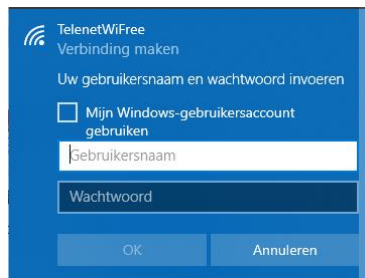 TelenetWiFree
Verbinding maken
Uw gebruikersnaam en wachtwoord invoeren
Mijn Windows-gebruikersaccount
gebruiken
Gebruikersnaam
Wachtwoord
OK Annuleren